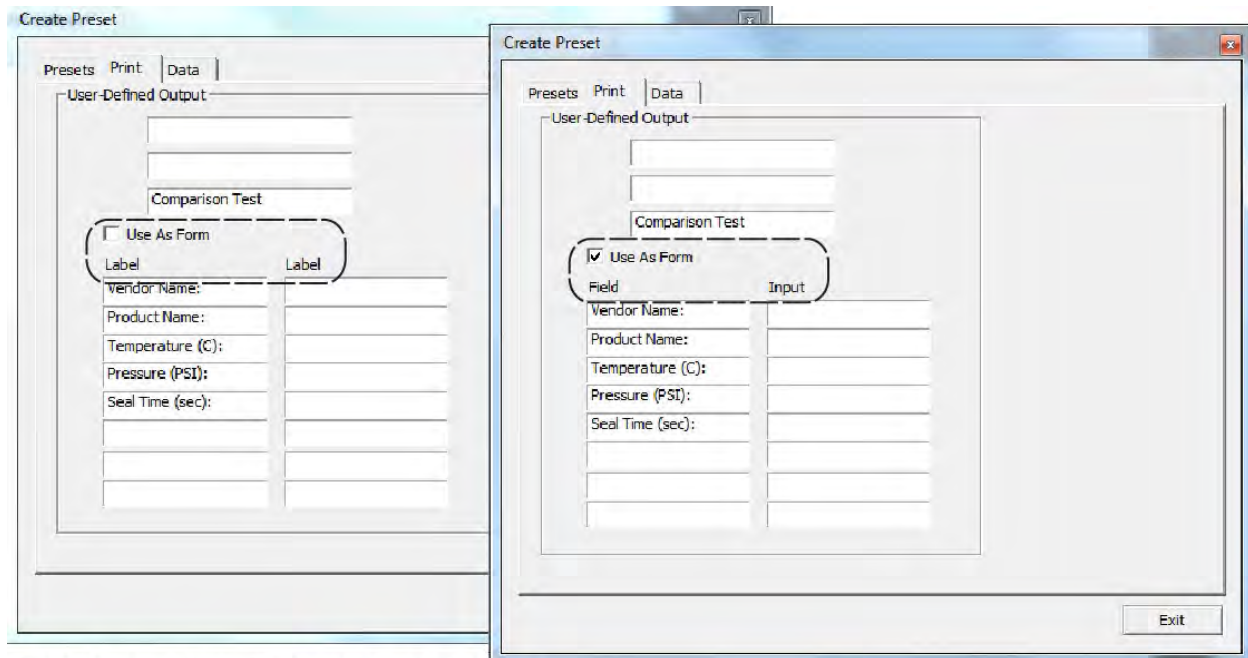 Create Preset
Presets Print Data
User-Defined Output
Comparison Test
Use As Form
Label Label
Vendor Name:
Product Name:
Temperature (C):
Pressure (PSI):
Seal Time (sec):
Create Preset
Presets Print Data
User-Defined Output
Comparison Test
Use As Form
Field Input
Vendor Name:
Product Name:
Temperature (C):
Pressure (PSI):
Seal Time (sec):
Exit